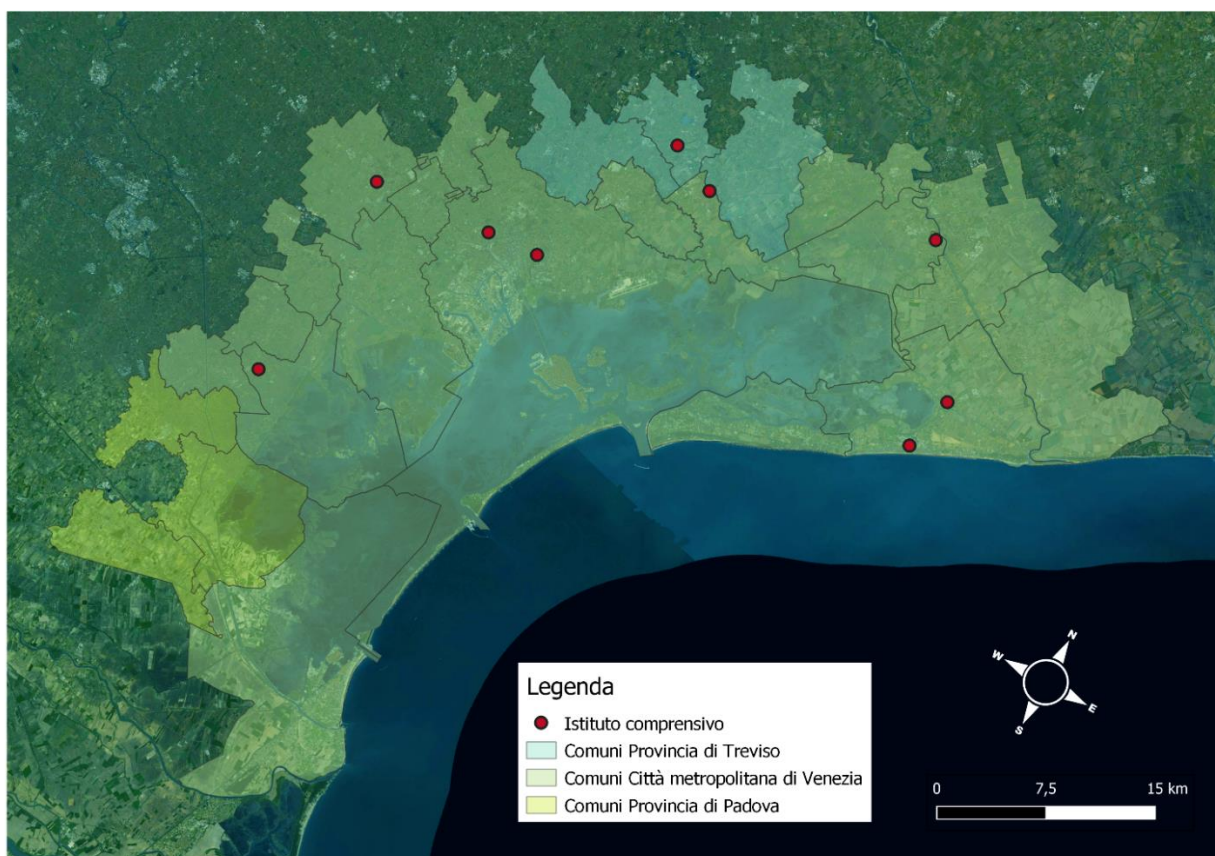 N
W
E
S
Legenda
Istituto comprensivo
Comuni Provincia di Treviso
Comuni Città metropolitana di Venezia
Comuni Provincia di Padova
0 7,5 15 km